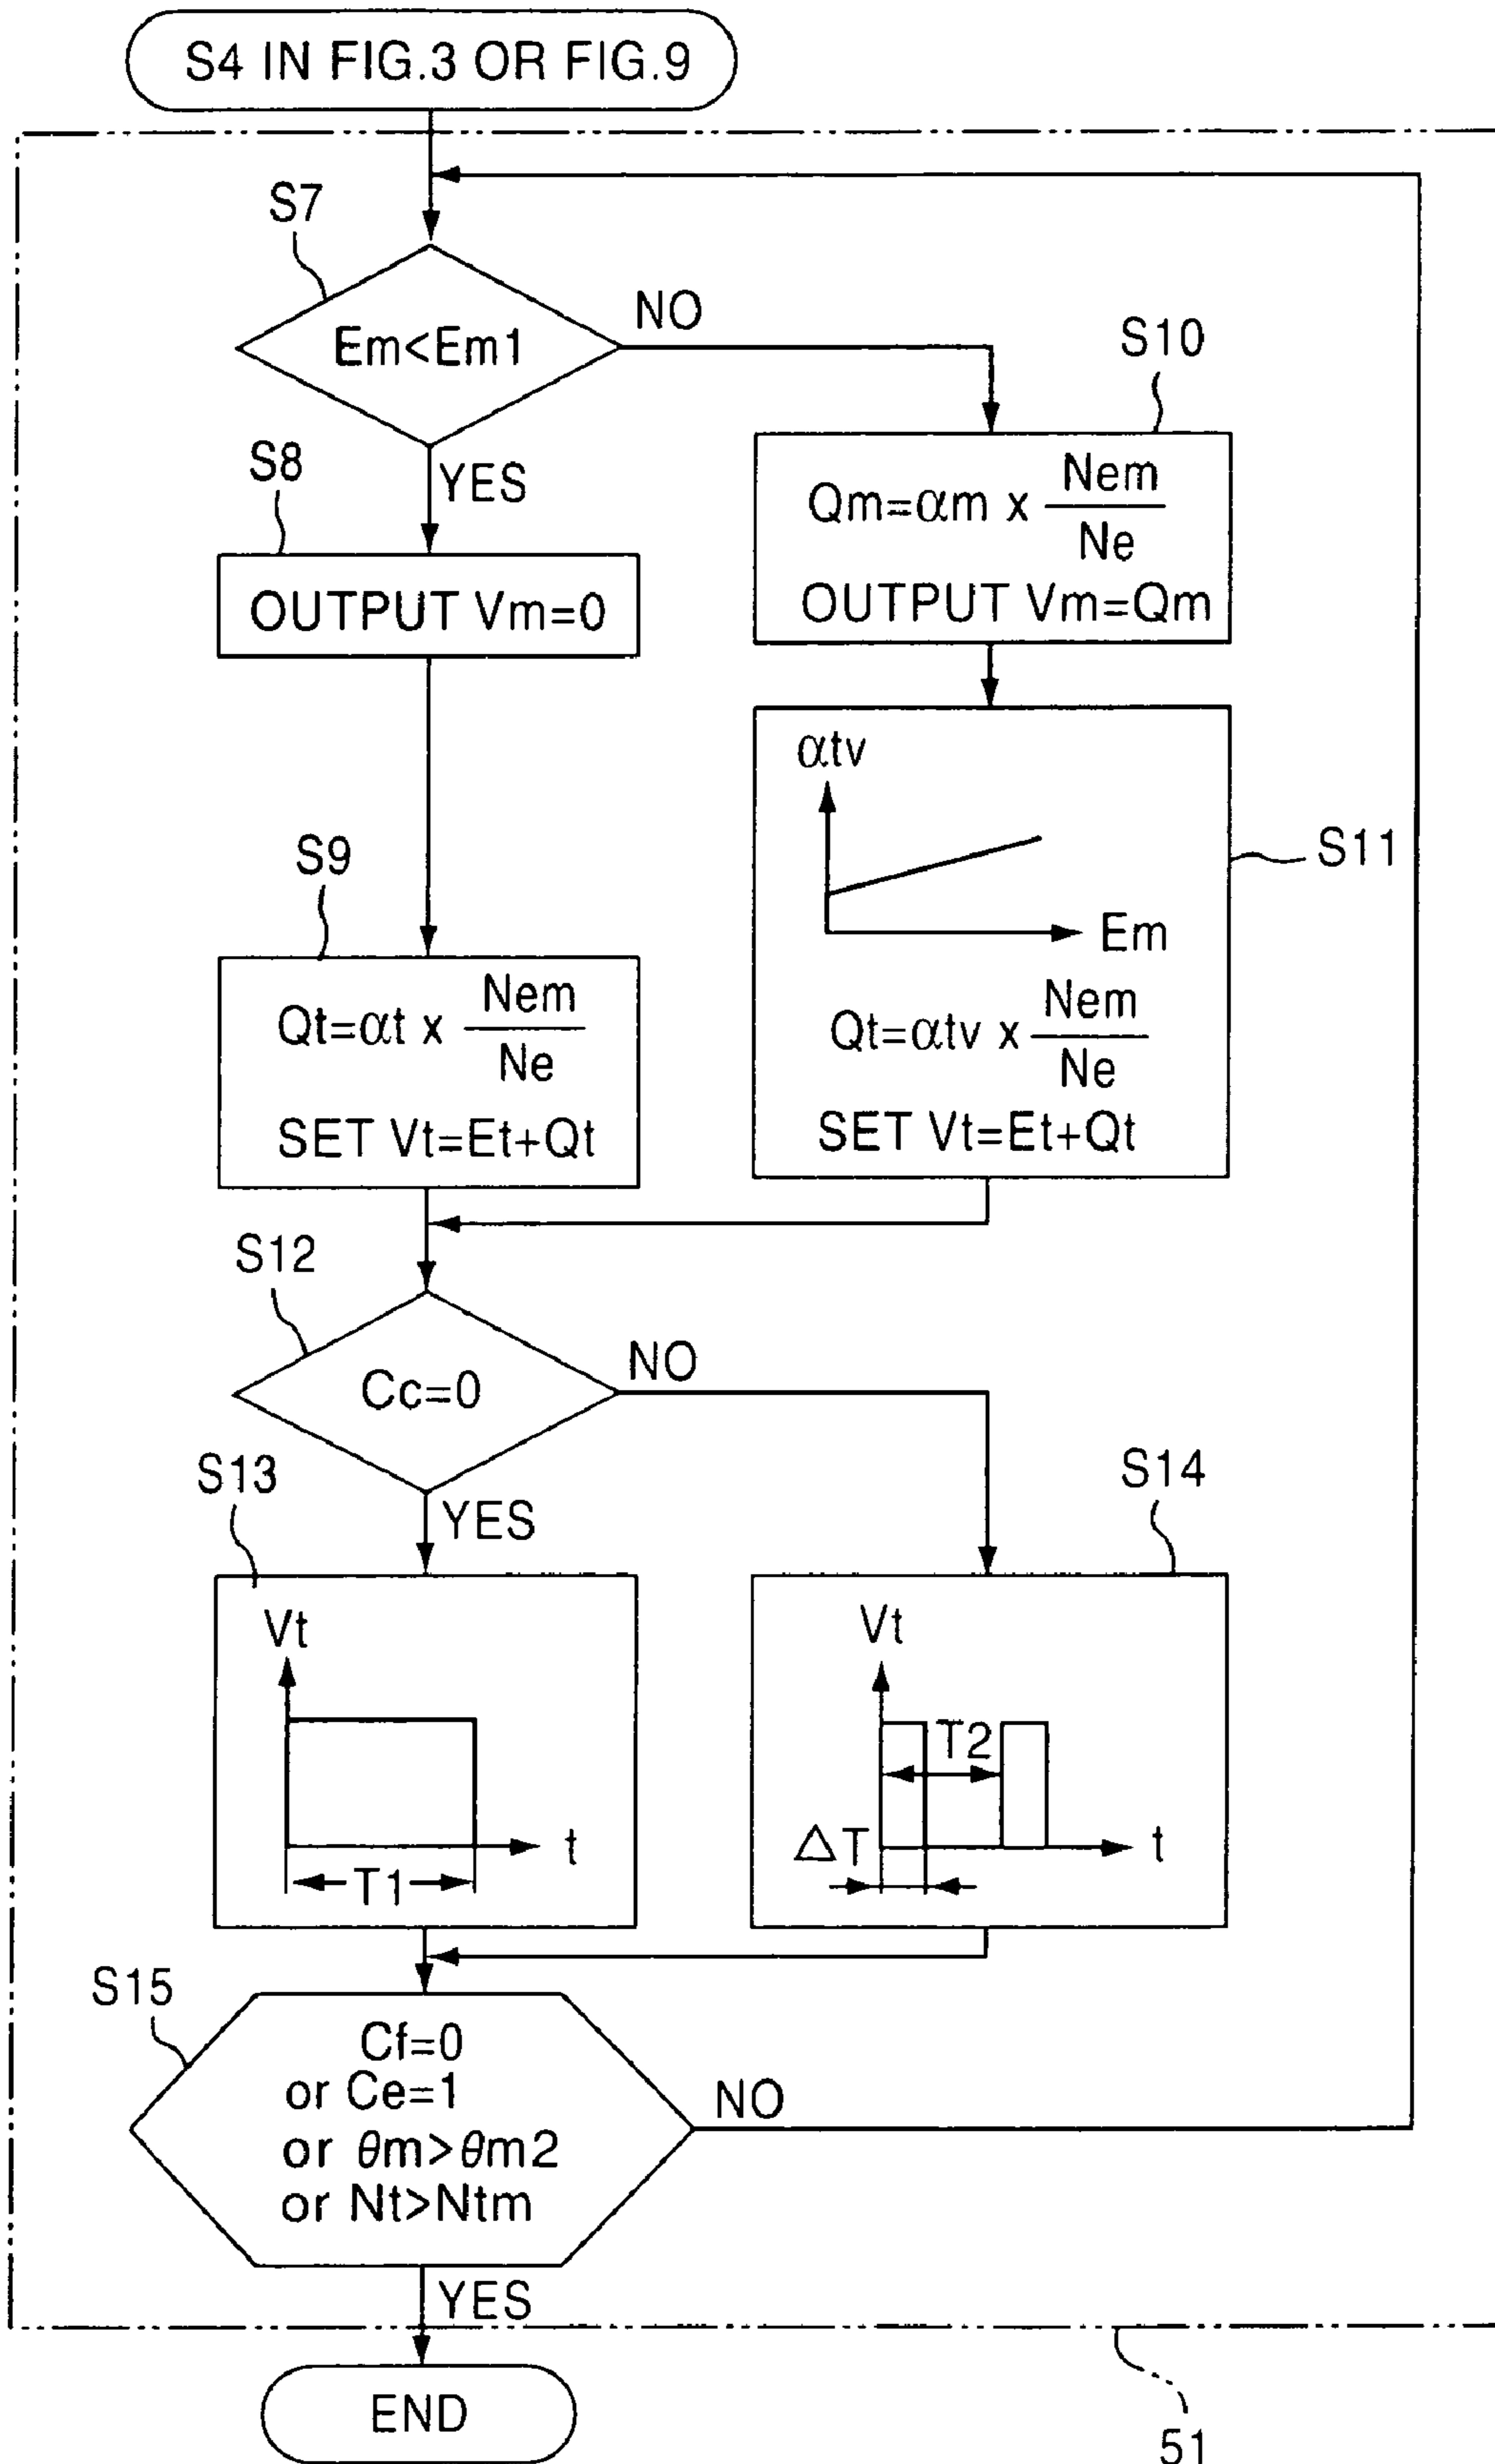 S4 IN FIG.3 OR FIG.9
S7
Em<Em1
NO
YES
S10
Qm=αm x Nem
Ne
OUTPUT Vm=Qm
S8
OUTPUT Vm=0
S11
αtv
Em
Qt=αtv x Nem
Ne
SET Vt=Et+Qt
S9
Qt=αt x Nem
Ne
SET Vt=Et+Qt
S12
Cc=0
NO
YES
S13
Vt
t
T1
S14
Vt
T2
ΔT
t
S15
Cf=0
or Ce=1
or θm>θm2
or Nt>Ntm
NO
YES
END
51